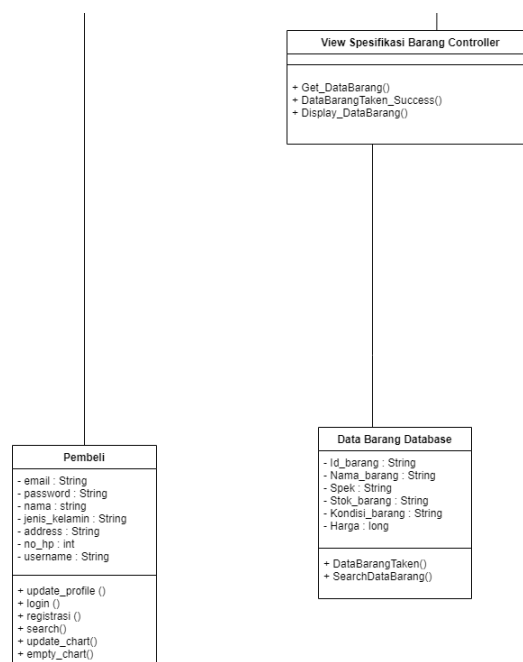 View Spesifikasi Barang Controller
+ Get_DataBarang()
+ DataBarangTaken_Success()
+ Display_DataBarang()
Pembeli
- email : String
- password : String
- nama : string
- jenis_kelamin : String
- address : String
- no_hp : int
- username : String
+ update_profile ()
+ login ()
+ registrasi ()
+ search()
+ update_chart()
+ empty_chart()
Data Barang Database
- Id_barang : String
- Nama_barang : String
- Spek : String
- Stok_barang : String
- Kondisi_barang : String
- Harga : long
+ DataBarangTaken()
+ SearchDataBarang()